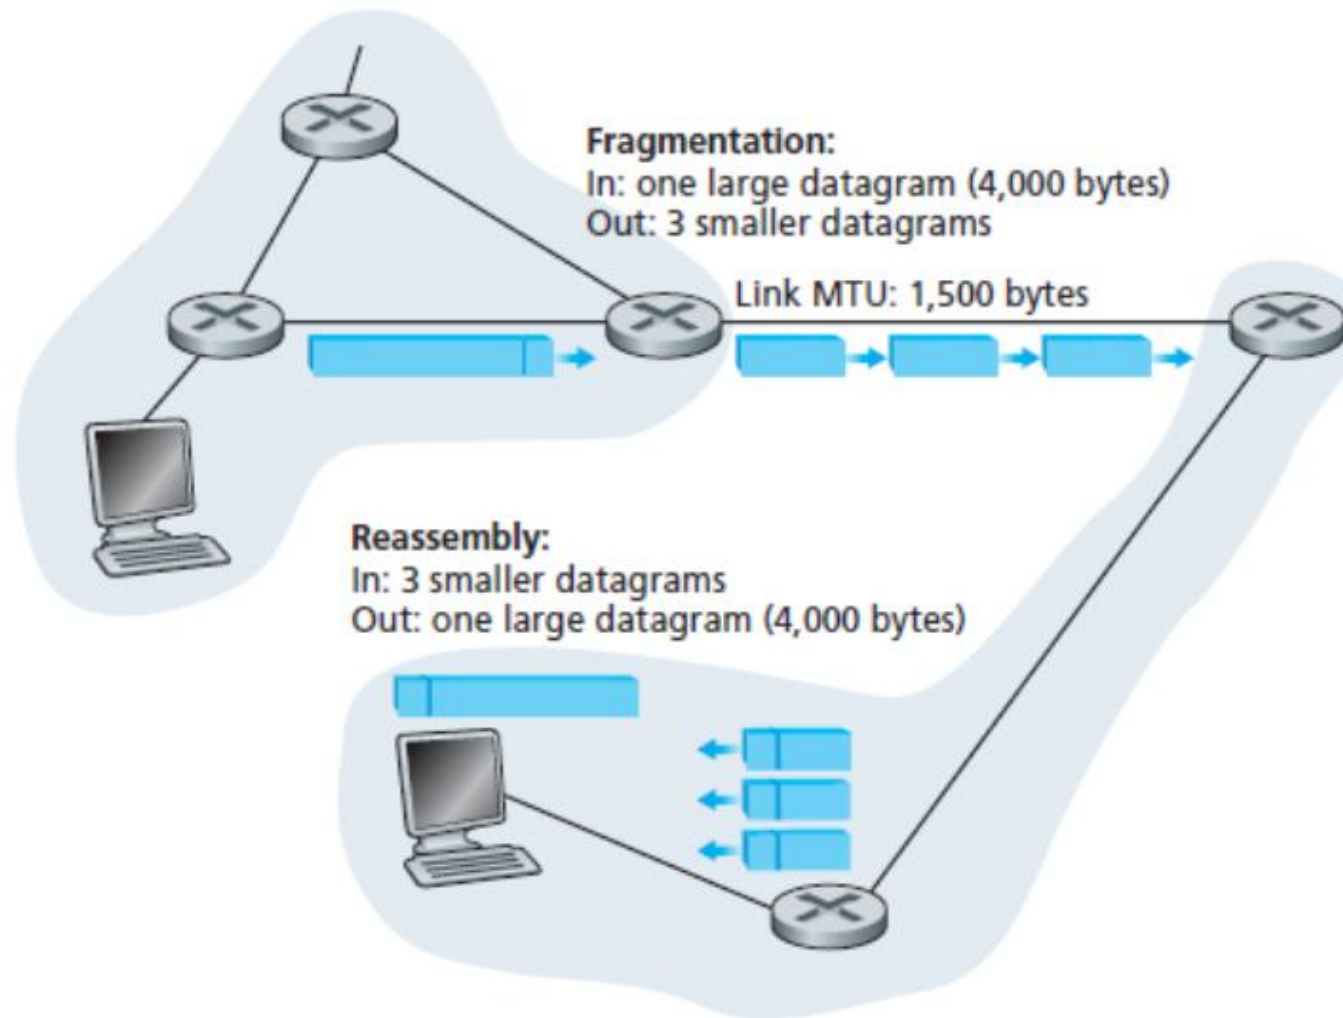 Fragmentation:
In: one large datagram (4,000 bytes)
Out: 3 smaller datagrams
Link MTU: 1,500 bytes
Reassembly:
In: 3 smaller datagrams
Out: one large datagram (4,000 bytes)